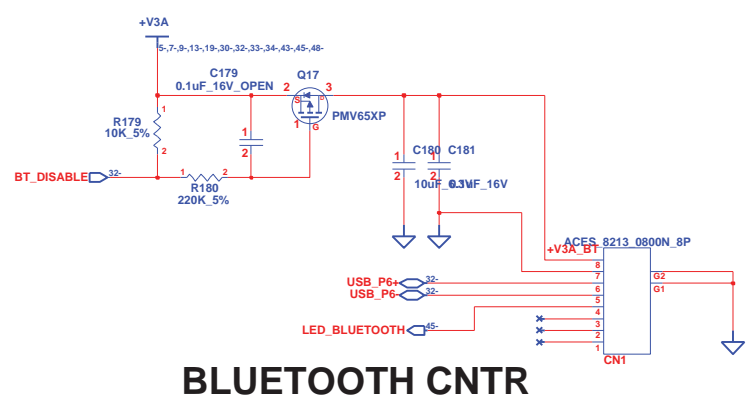 +V3A
5-,7-,9-,13-,19-,30-,32-,33-,34-,43-,45-,48-
C179
0.1uF_16V_OPEN
Q17
2
3
S
D
PMV65XP
1
G
R179
10K_5%
1
2
1
2
BT_DISABLE
32-
1
2
R180
220K_5%
1
C180
2
10uF_6.3V
1
C181
2
0.1uF_16V
ACES_8213_0800N_8P
+V3A_BT
8
7
6
5
4
3
2
1
G2
G1
CN1
USB_P6+
32-
USB_P6-
32-
LED_BLUETOOTH
45-
BLUETOOTH CNTR